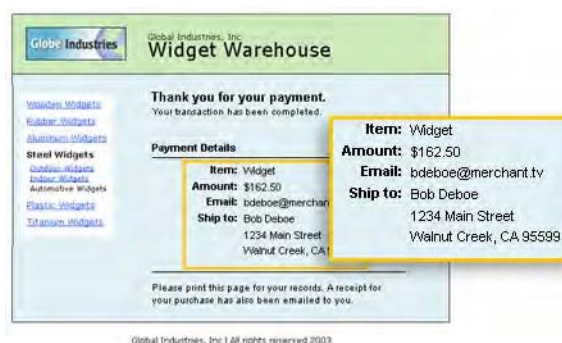 Globe Industries
Global Industries, Inc
Widget Warehouse
Wooden Widgets
Rubber Widgets
Aluminum Widgets
Steel Widgets
Outdoor Widgets
Indoor Widgets
Automotive Widgets
Plastic Widgets
Titanium Widgets
Thank you for your payment.
Your transaction has been completed.
Payment Details
Item: Widget
Amount: $162.50
Email: bdeboe@merchan
Ship to: Bob Deboe
1234 Main Street
Walnut Creek, CA
Please print this page for your records. A receipt for
your purchase has also been emailed to you.
Item: Widget
Amount: $162.50
Email: bdeboe@merchant.tv
Ship to: Bob Deboe
1234 Main Street
Walnut Creek, CA 95599
Global Industries, Inc | All rights reserved 2003.